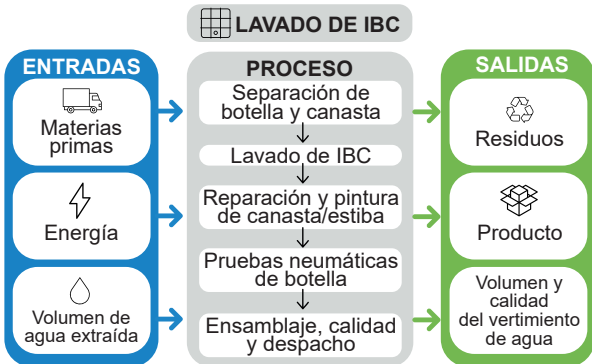 LAVADO DE IBC
ENTRADAS
Materias
primas
Energía
Volumen de
agua extraída
PROCESO
Separación de
botella y canasta
Lavado de IBC
Reparación y pintura
de canasta/estiba
Pruebas neumáticas
de botella
Ensamblaje, calidad
y despacho
SALIDAS
Residuos
Producto
Volumen y
calidad
del vertimiento
de agua